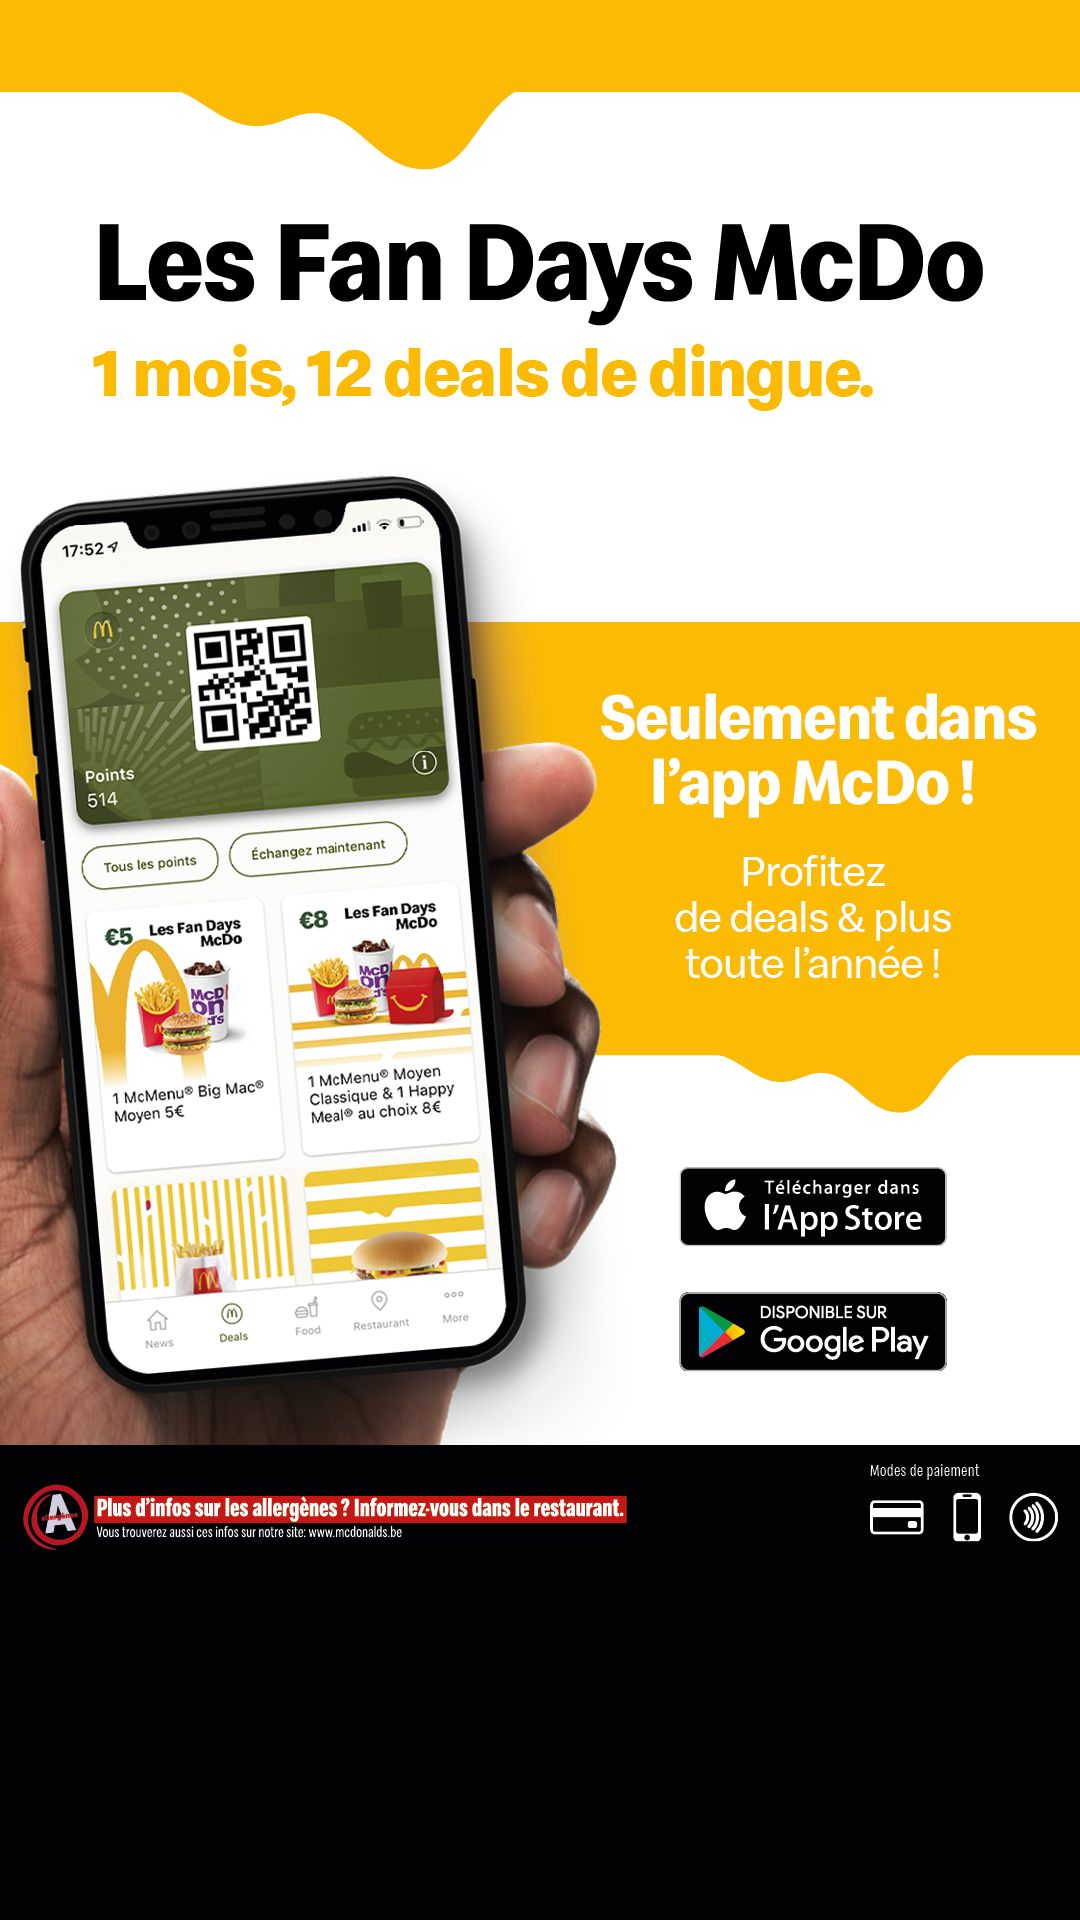 Les Fan Days McDo
1 mois, 12 deals de dingue.
17:52
Points
514
Tous les points
Échangez maintenant
€5 Les Fan Days
McDo
1 McMenu® Big Mac®
Moyen 5€
€8 Les Fan Days
McDo
1 McMenu® Moyen
Classique & 1 Happy
Meal® au choix 8€
News
Deals
Food
Restaurant
More
Seulement dans
l’app McDo !
Profitez
de deals & plus
toute l’année !
Télécharger dans
l’App Store
DISPONIBLE SUR
Google Play
Modes de paiement
A
allergènes
Plus d’infos sur les allergènes ? Informez-vous dans le restaurant.
Vous trouverez aussi ces infos sur notre site: www.mcdonalds.be